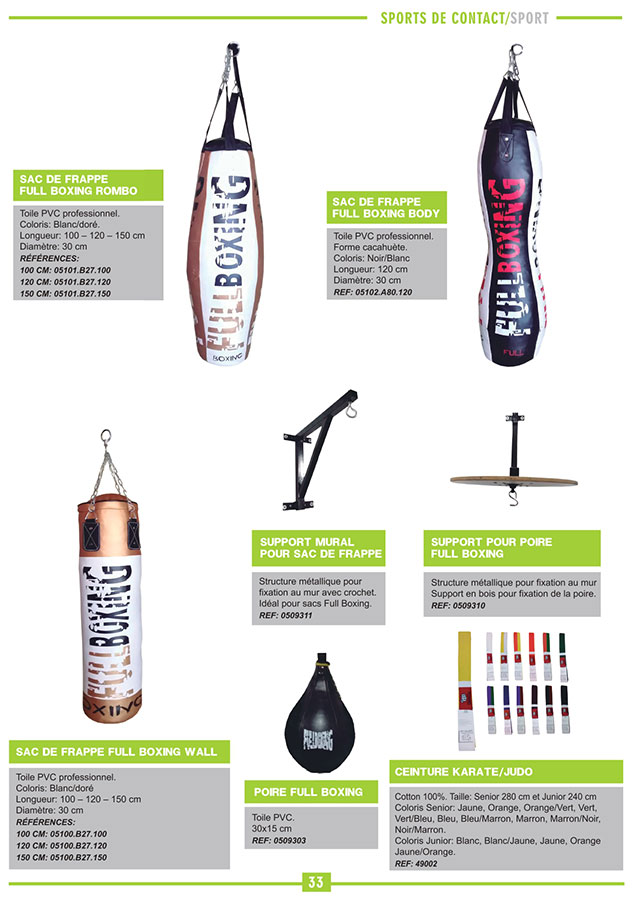 SPORTS DE CONTACT/SPORT
SAC DE FRAPPE
FULL BOXING ROMBO
Toile PVC professionnel.
Coloris: Blanc/doré.
Longueur: 100 – 120 – 150 cm
Diamètre: 30 cm
RÉFÉRENCES:
100 CM: 05101.B27.100
120 CM: 05101.B27.120
150 CM: 05101.B27.150
FULL BOXING
BOXING
SAC DE FRAPPE
FULL BOXING BODY
Toile PVC professionnel.
Forme cacahuète.
Coloris: Noir/Blanc
Longueur: 120 cm
Diamètre: 30 cm
REF: 05102.A80.120
FULL BOXING
FULL
SUPPORT MURAL
POUR SAC DE FRAPPE
Structure métallique pour
fixation au mur avec crochet.
Idéal pour sacs Full Boxing.
REF: 0509311
SUPPORT POUR POIRE
FULL BOXING
Structure métallique pour fixation au mur
Support en bois pour fixation de la poire.
REF: 0509310
FULL BOXING
OXIING
SAC DE FRAPPE FULL BOXING WALL
Toile PVC professionnel.
Coloris: Blanc/doré
Longueur: 100 – 120 – 150 cm
Diamètre: 30 cm
RÉFÉRENCES:
100 CM: 05100.B27.100
120 CM: 05100.B27.120
150 CM: 05100.B27.150
POIRE FULL BOXING
Toile PVC.
30x15 cm
REF: 0509303
CEINTURE KARATE/JUDO
Cotton 100%. Taille: Senior 280 cm et Junior 240 cm
Coloris Senior: Jaune, Orange, Orange/Vert, Vert,
Vert/Bleu, Bleu, Bleu/Marron, Marron, Marron/Noir,
Noir/Marron.
Coloris Junior: Blanc, Blanc/Jaune, Jaune, Orange
Jaune/Orange.
REF: 49002
33